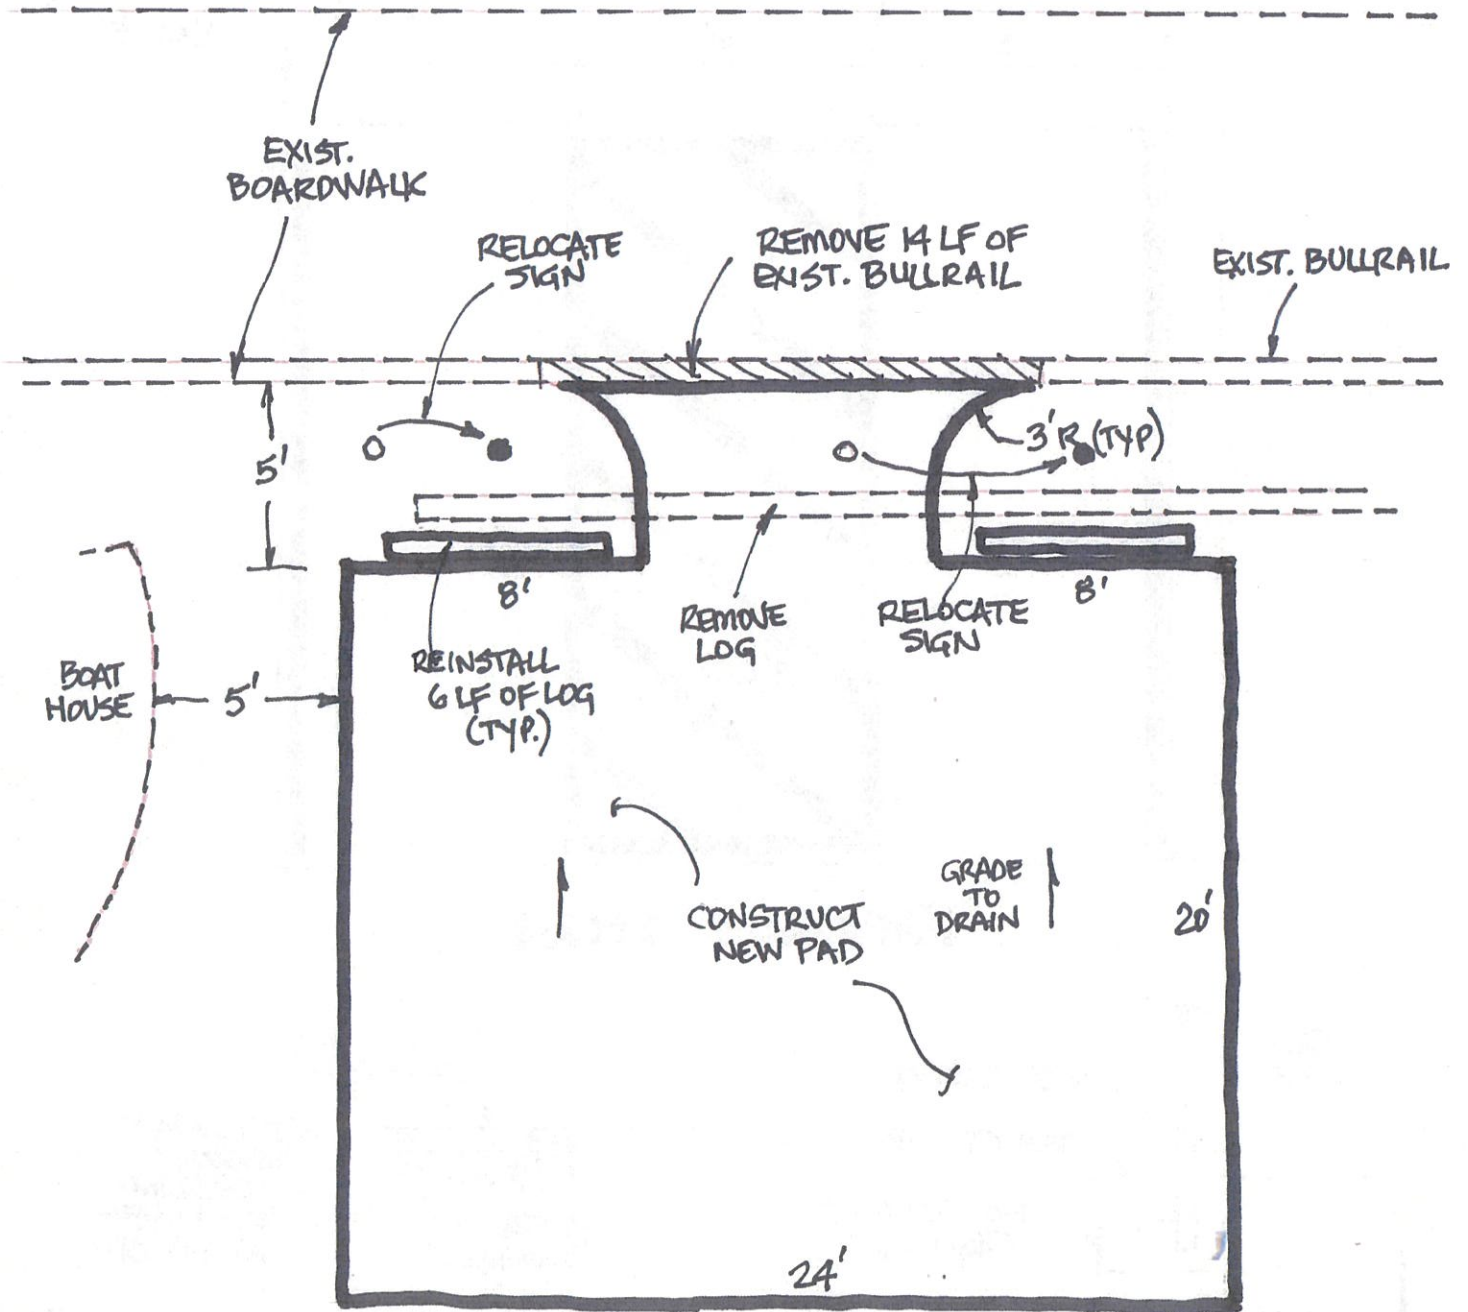 EXIST.
BOARDWALK
RELOCATE
SIGN
REMOVE 14 LF OF
EXIST. BULLRAIL
EXIST. BULLRAIL
5'
3'R (TYP)
8'
8'
REMOVE
LOG
RELOCATE
SIGN
REINSTALL
6 LF OF LOG
(TYP.)
BOAT
HOUSE
5'
CONSTRUCT
NEW PAD
GRADE
TO
DRAIN
20'
24'